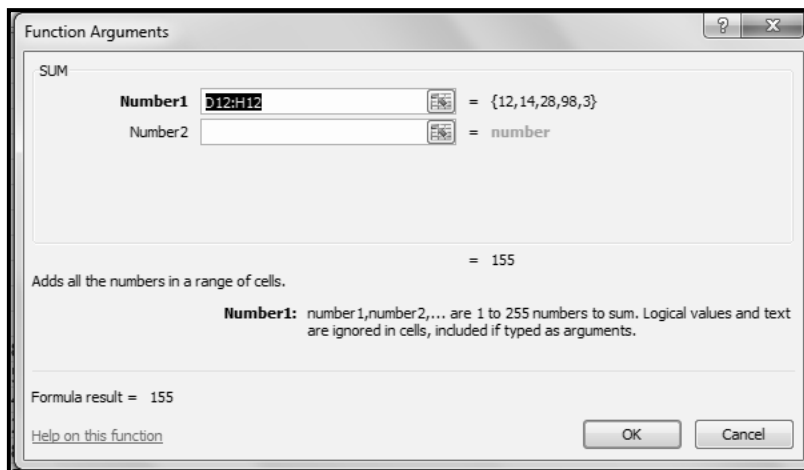 Function Arguments
SUM
Number1 D12:H12 = {12,14,28,98,3}
Number2 = number
= 155
Adds all the numbers in a range of cells.
Number1: number1,number2,... are 1 to 255 numbers to sum. Logical values and text
are ignored in cells, included if typed as arguments.
Formula result = 155
Help on this function OK Cancel